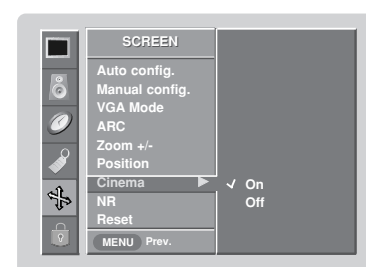 SCREEN
Auto config.
Manual config.
VGA Mode
ARC
Zoom +/-
Position
Cinema ▶ ✓ On
Off
NR
Reset
MENU Prev.